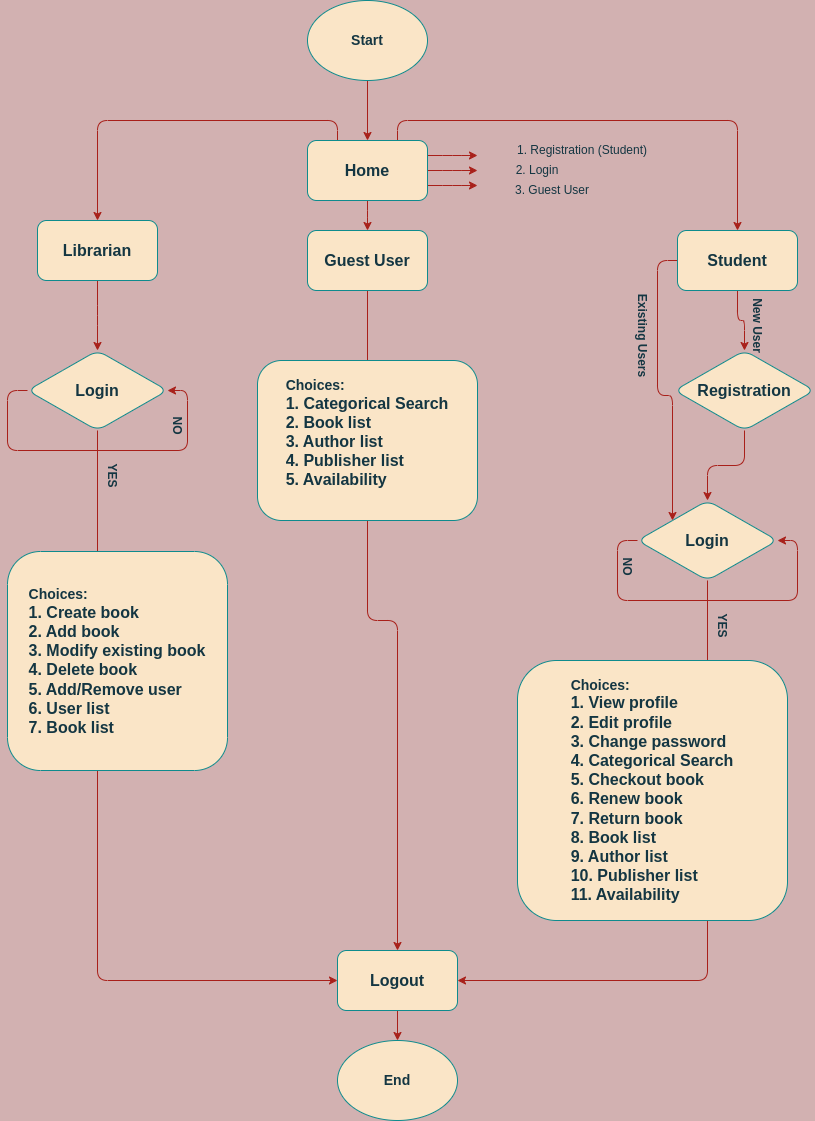 Start
Home
1. Registration (Student)
2. Login
3. Guest User
Librarian
Guest User
Student
Existing Users
New User
Login
NO
YES
Choices:
1. Categorical Search
2. Book list
3. Author list
4. Publisher list
5. Availability
Registration
Login
NO
YES
Choices:
1. Create book
2. Add book
3. Modify existing book
4. Delete book
5. Add/Remove user
6. User list
7. Book list
Choices:
1. View profile
2. Edit profile
3. Change password
4. Categorical Search
5. Checkout book
6. Renew book
7. Return book
8. Book list
9. Author list
10. Publisher list
11. Availability
Logout
End